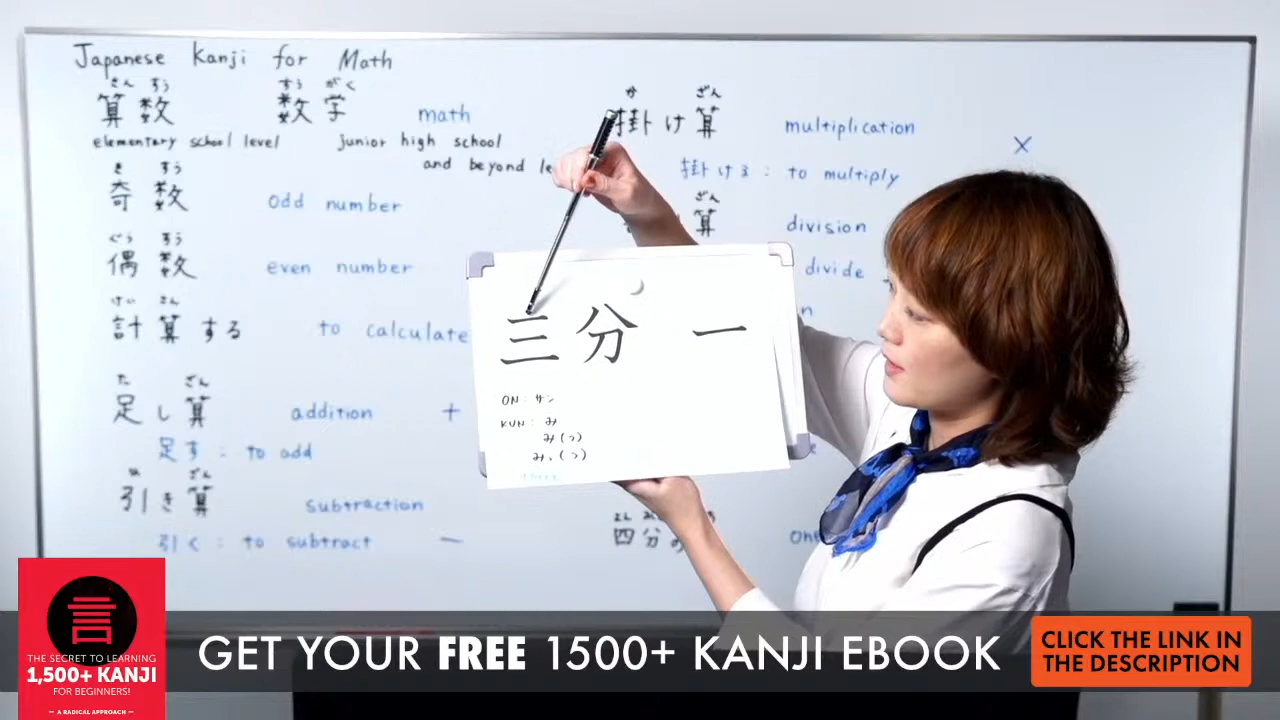 Japanese Kanji for Math
さん すう すう がく
算数 数学 math
elementary school level junior high school
and beyond le
き すう
奇数 odd number
ぐう すう
偶数 even number
けい さん
計算する to calculate
た ざん
足し算 addition +
足す: to add
ひ ざん
引き算 subtraction
引く: to subtract −
か ざん
掛け算 multiplication ×
掛ける: to multiply
ざん
算 division
divide
三分 一
ON: サン
KUN: み
み(つ)
みっ(つ)
three
よん
四分の one
THE SECRET TO LEARNING
1,500+ KANJI
FOR BEGINNERS!
— A RADICAL APPROACH —
言
GET YOUR FREE 1500+ KANJI EBOOK
CLICK THE LINK IN
THE DESCRIPTION